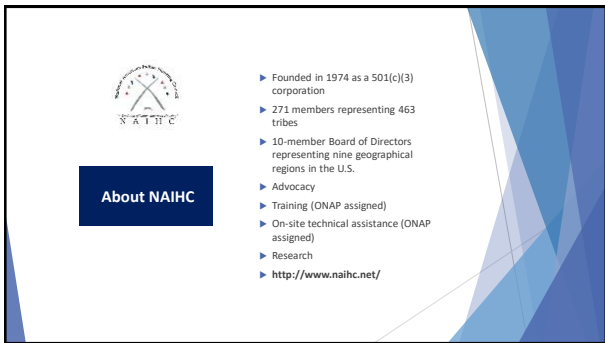 NAIHC
About NAIHC
Founded in 1974 as a 501(c)(3)
corporation
271 members representing 463
tribes
10-member Board of Directors
representing nine geographical
regions in the U.S.
Advocacy
Training (ONAP assigned)
On-site technical assistance (ONAP
assigned)
Research
http://www.naihc.net/